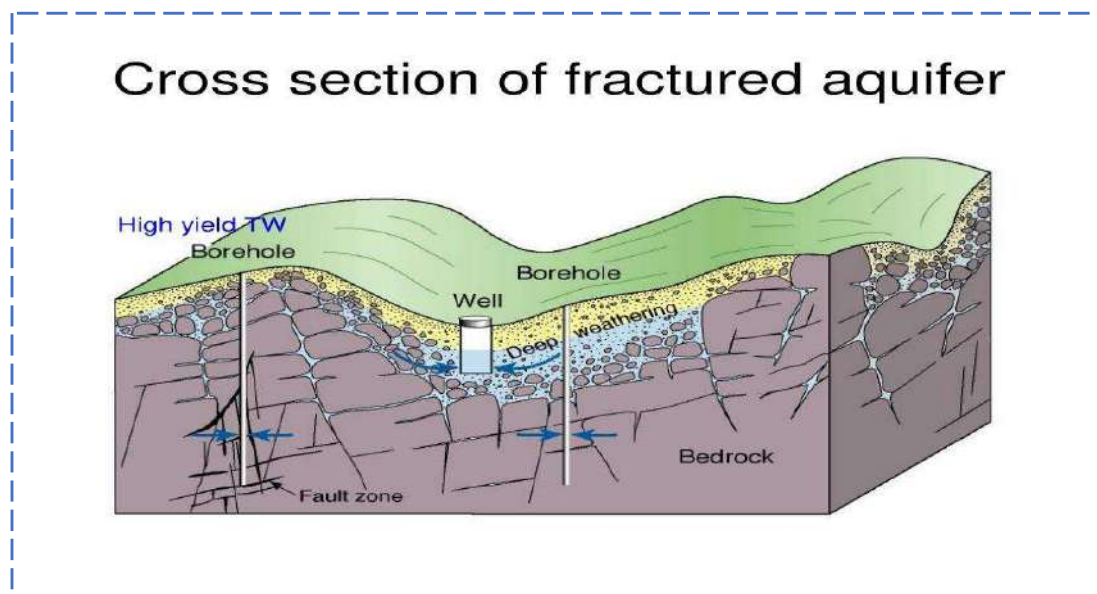 Cross section of fractured aquifer
High yield TW
Borehole
Borehole
Well
Deep weathering
Bedrock
Fault zone